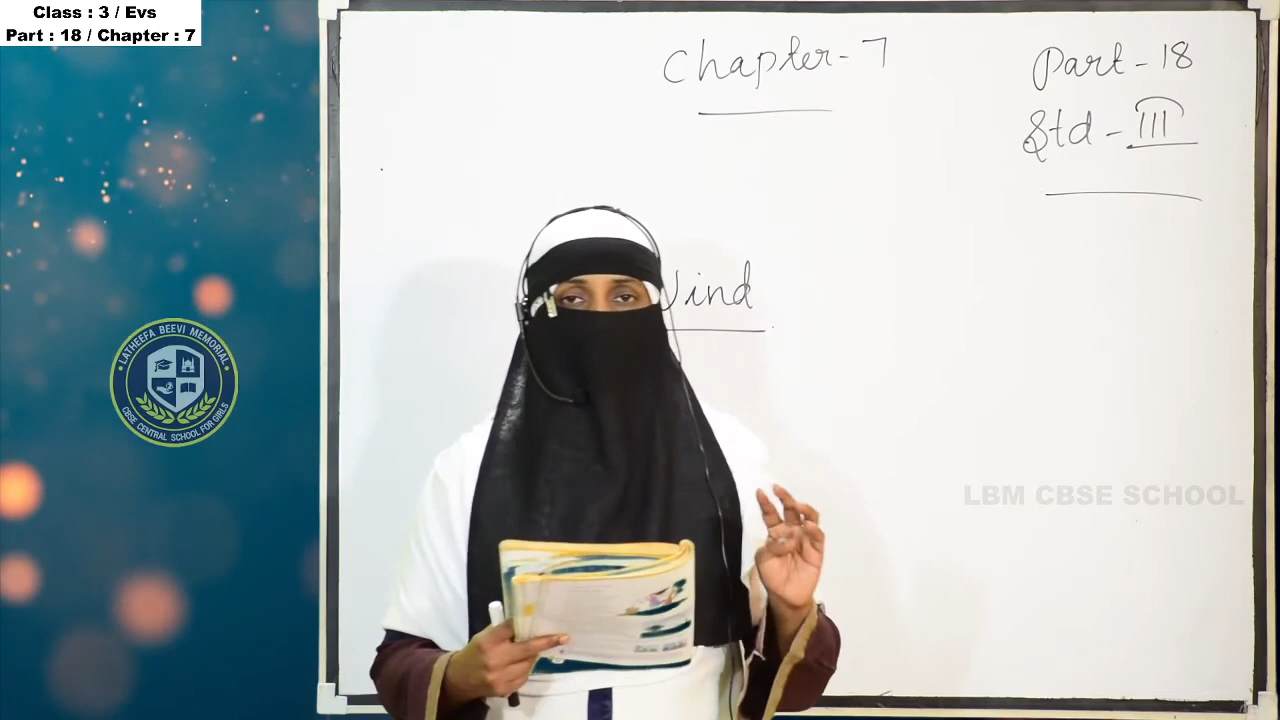 Class : 3 / Evs
Part : 18 / Chapter : 7
Chapter - 7
Part - 18
Std - III
LATHEEFA BEEVI MEMORIAL
CBSE CENTRAL SCHOOL FOR GIRLS
LBM CBSE SCHOOL